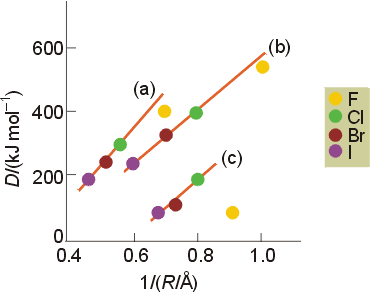 600
400
200
0
D/(kJ mol⁻¹)
0.4 0.6 0.8 1.0
1/(R/Å)
(a)
(b)
(c)
F
Cl
Br
I